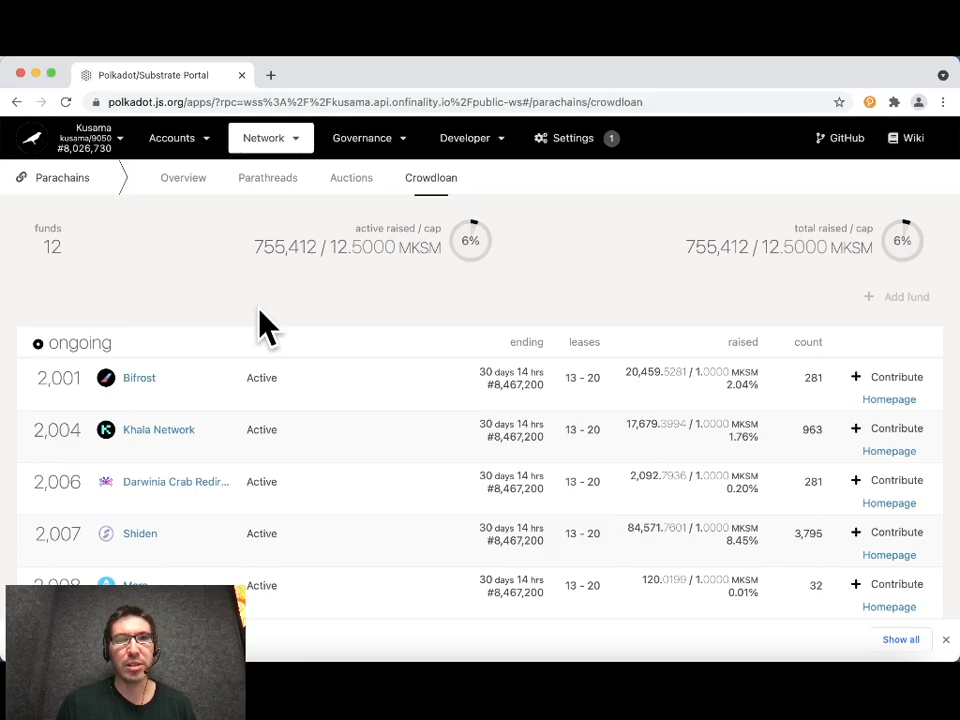 Polkadot/Substrate Portal
polkadot.js.org/apps/?rpc=wss%3A%2F%2Fkusama.api.onfinality.io%2Fpublic-ws#/parachains/crowdloan
Kusama
kusama/9050
#8,026,730
Accounts
Network
Governance
Developer
Settings 1
GitHub
Wiki
Parachains
Overview
Parathreads
Auctions
Crowdloan
funds
12
active raised / cap
755,412 / 12.5000 MKSM
6%
total raised / cap
755,412 / 12.5000 MKSM
6%
+ Add fund
ongoing ending leases raised count
2,001 Bifrost Active 30 days 14 hrs #8,467,200 13 - 20 20,459.5281 / 1.0000 MKSM 2.04% 281 + Contribute
Homepage
2,004 Khala Network Active 30 days 14 hrs #8,467,200 13 - 20 17,679.3994 / 1.0000 MKSM 1.76% 963 + Contribute
Homepage
2,006 Darwinia Crab Redir... Active 30 days 14 hrs #8,467,200 13 - 20 2,092.7936 / 1.0000 MKSM 0.20% 281 + Contribute
Homepage
2,007 Shiden Active 30 days 14 hrs #8,467,200 13 - 20 84,571.7601 / 1.0000 MKSM 8.45% 3,795 + Contribute
Homepage
2,008 Active 30 days 14 hrs #8,467,200 13 - 20 120.0199 / 1.0000 MKSM 0.01% 32 + Contribute
Homepage
Show all